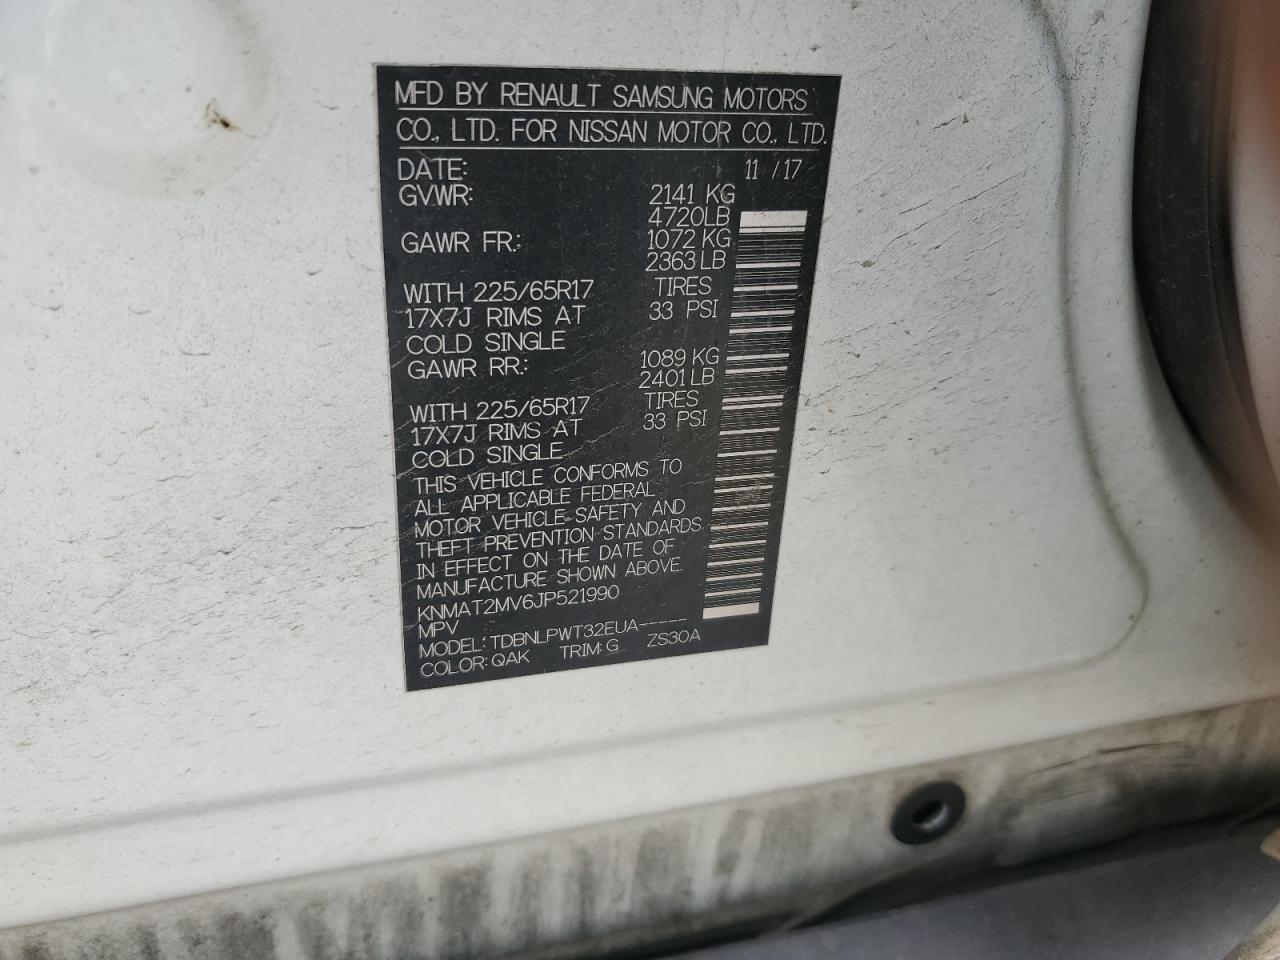 MFD BY RENAULT SAMSUNG MOTORS
CO., LTD. FOR NISSAN MOTOR CO., LTD.
DATE: 11 / 17
GVWR: 2141 KG
4720LB
GAWR FR.: 1072 KG
2363 LB
WITH 225/65R17 TIRES
17X7J RIMS AT 33 PSI
COLD SINGLE
GAWR RR.: 1089 KG
2401 LB
WITH 225/65R17 TIRES
17X7J RIMS AT 33 PSI
COLD SINGLE
THIS VEHICLE CONFORMS TO
ALL APPLICABLE FEDERAL
MOTOR VEHICLE SAFETY AND
THEFT PREVENTION STANDARDS
IN EFFECT ON THE DATE OF
MANUFACTURE SHOWN ABOVE.
KNMAT2MV6JP521990
MPV
MODEL: TDBNLPWT32EUA-----
COLOR: QAK TRIM: G ZS30A